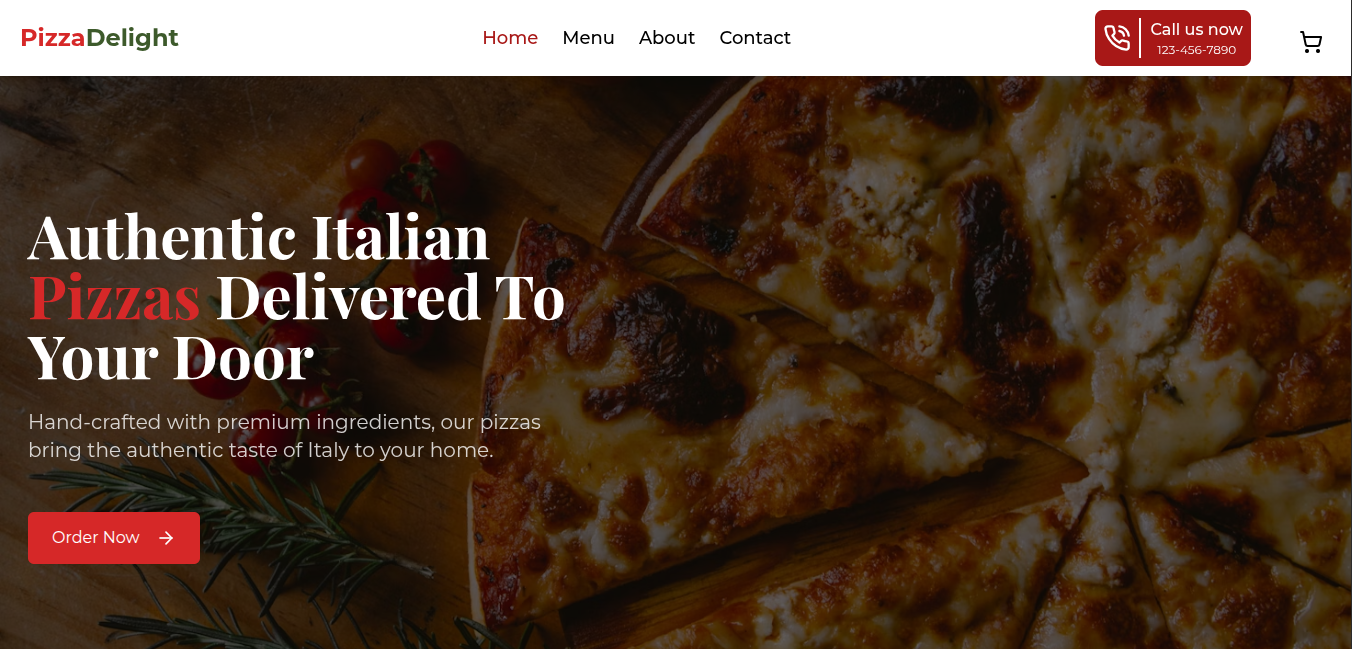 PizzaDelight
Home Menu About Contact
Call us now
123-456-7890
Authentic Italian
Pizzas Delivered To
Your Door
Hand-crafted with premium ingredients, our pizzas
bring the authentic taste of Italy to your home.
Order Now